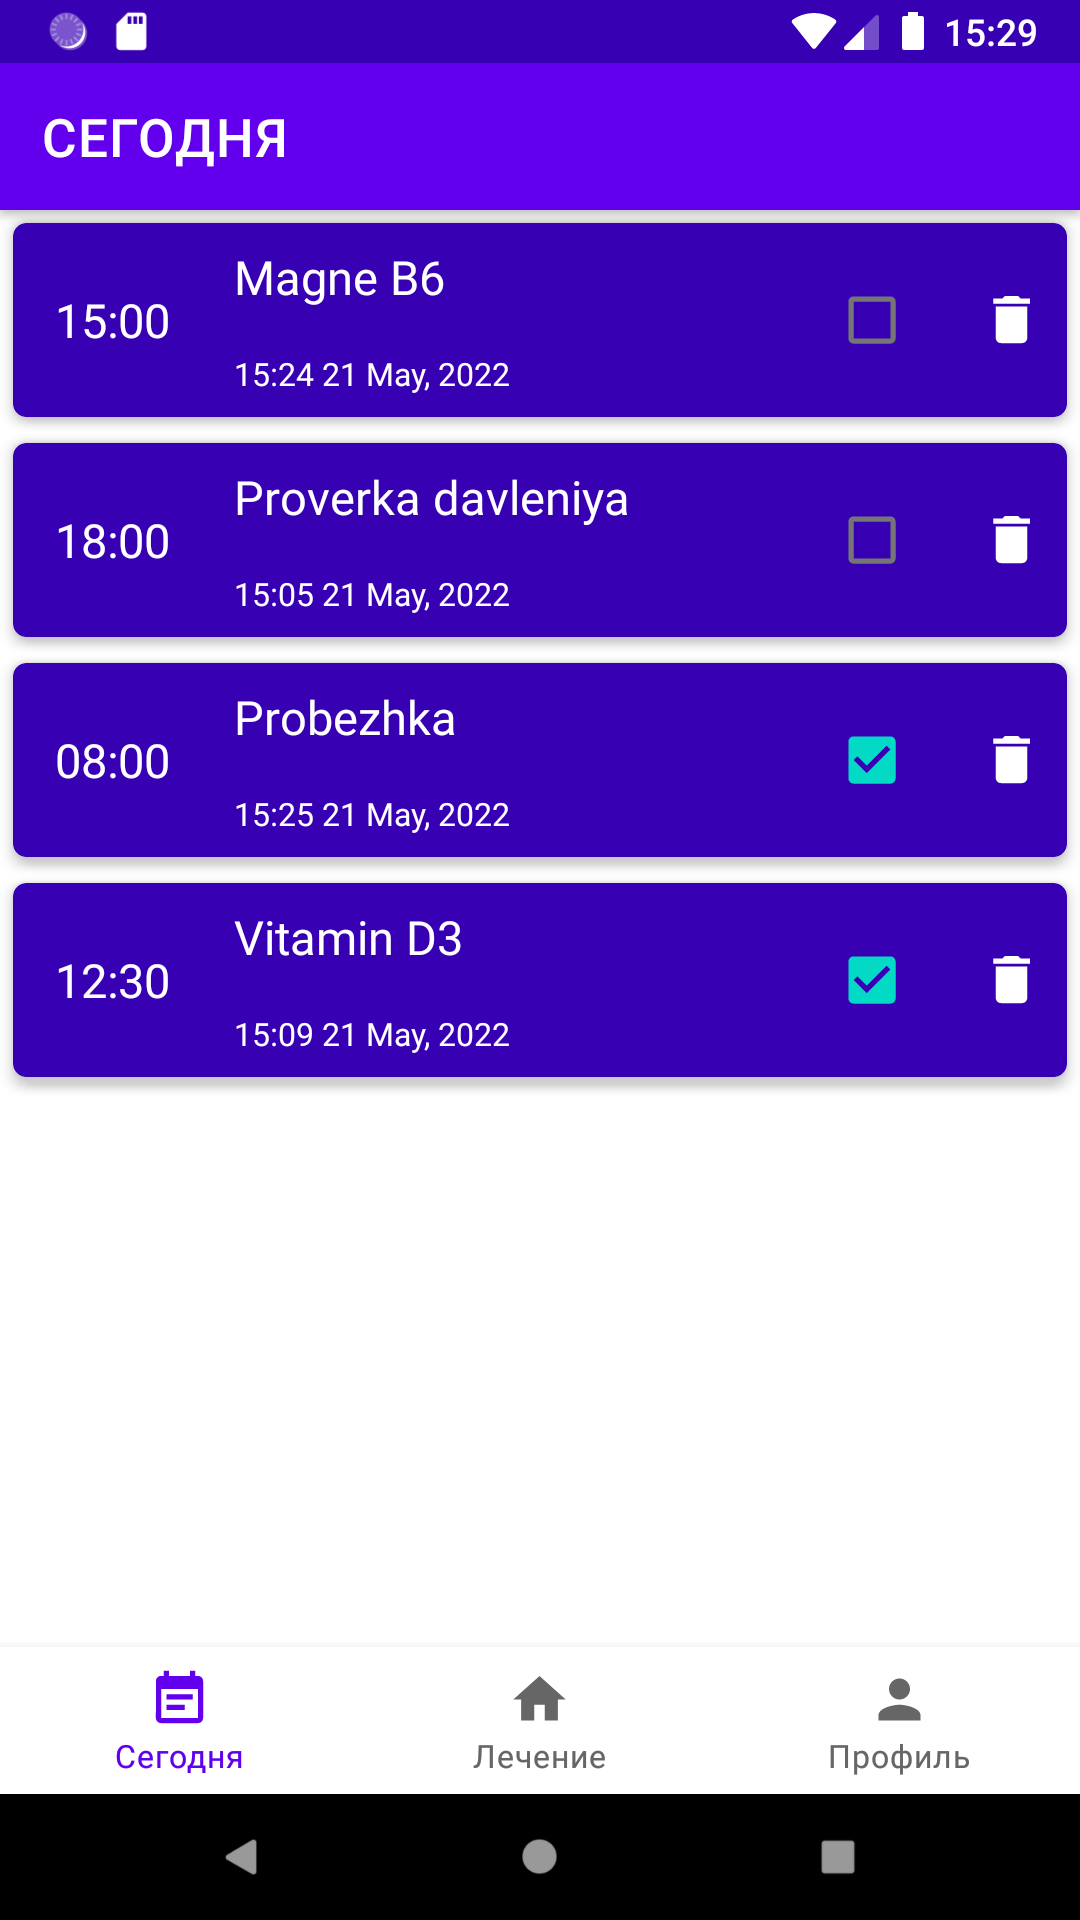 15:29
СЕГОДНЯ
Magne B6
15:00
15:24 21 May, 2022
Proverka davleniya
18:00
15:05 21 May, 2022
Probezhka
08:00
15:25 21 May, 2022
Vitamin D3
12:30
15:09 21 May, 2022
Сегодня
Лечение
Профиль